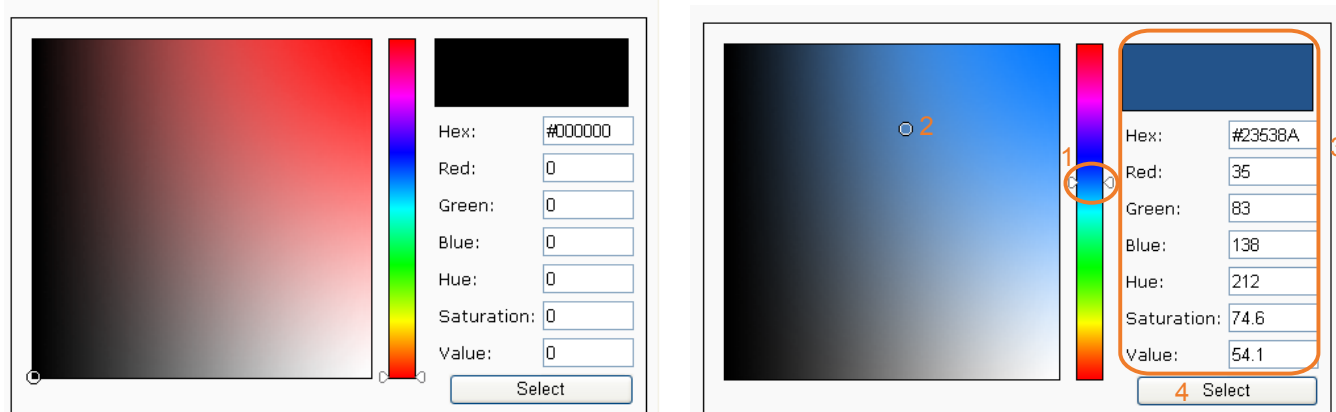 Hex: #000000
Red: 0
Green: 0
Blue: 0
Hue: 0
Saturation: 0
Value: 0
Select
2
1
3
Hex: #23538A
Red: 35
Green: 83
Blue: 138
Hue: 212
Saturation: 74.6
Value: 54.1
4 Select